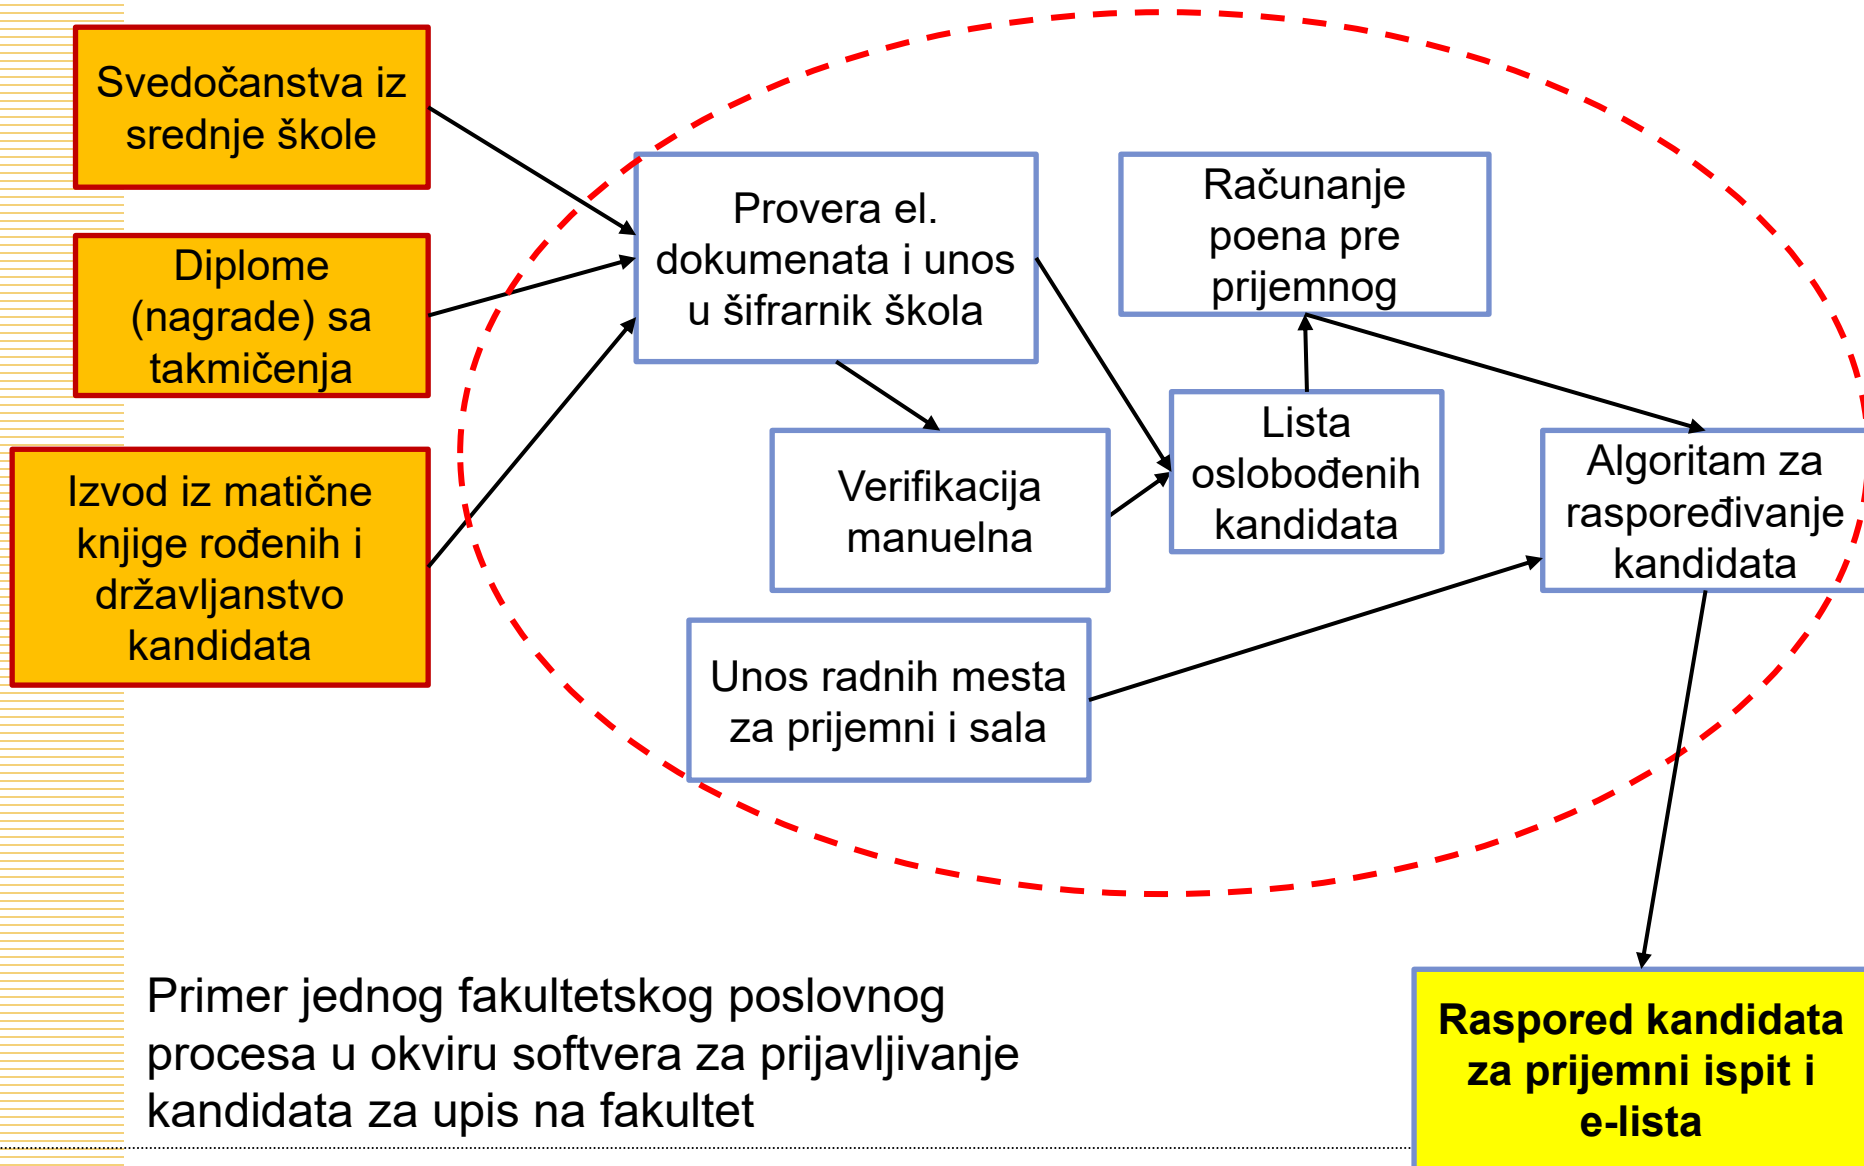 Svedočanstva iz
srednje škole
Diplome
(nagrade) sa
takmičenja
Izvod iz matične
knjige rođenih i
državljanstvo
kandidata
Provera el.
dokumenata i unos
u šifrarnik škola
Računanje
poena pre
prijemnog
Verifikacija
manuelna
Lista
oslobođenih
kandidata
Algoritam za
raspoređivanje
kandidata
Unos radnih mesta
za prijemni i sala
Primer jednog fakultetskog poslovnog
procesa u okviru softvera za prijavljivanje
kandidata za upis na fakultet
Raspored kandidata
za prijemni ispit i
e-lista